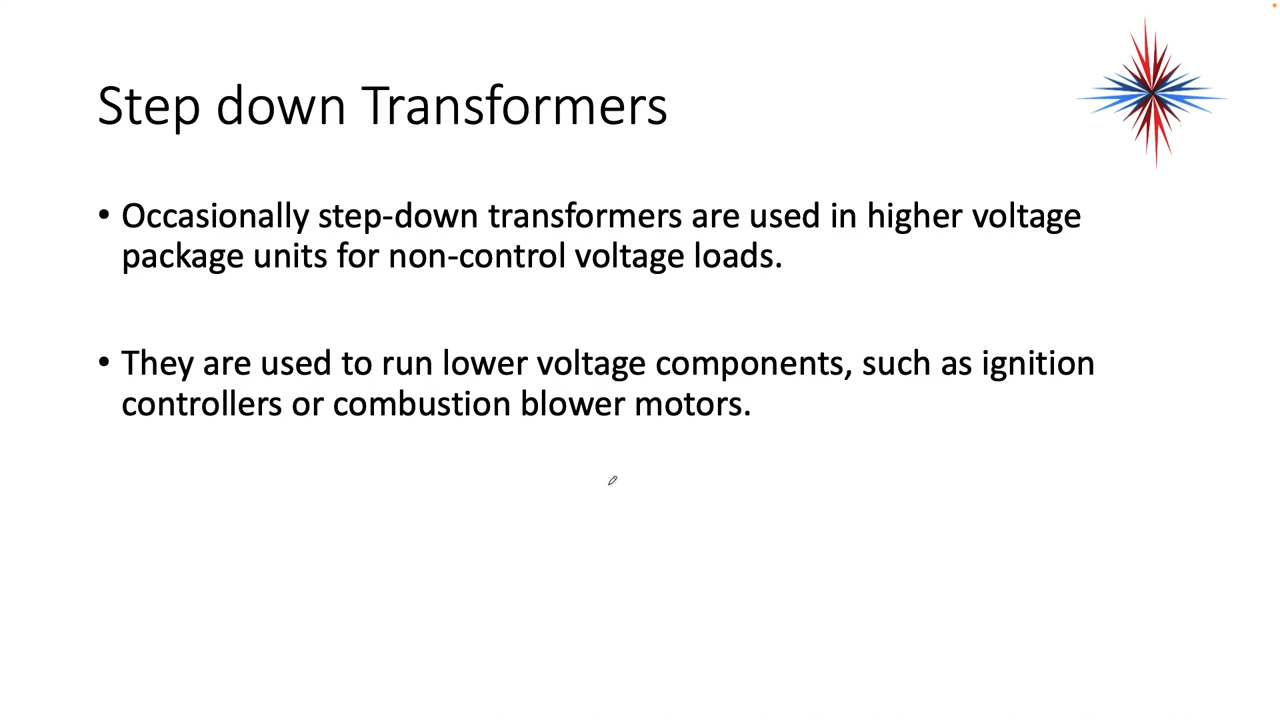 Step down Transformers
• Occasionally step-down transformers are used in higher voltage
package units for non-control voltage loads.
• They are used to run lower voltage components, such as ignition
controllers or combustion blower motors.